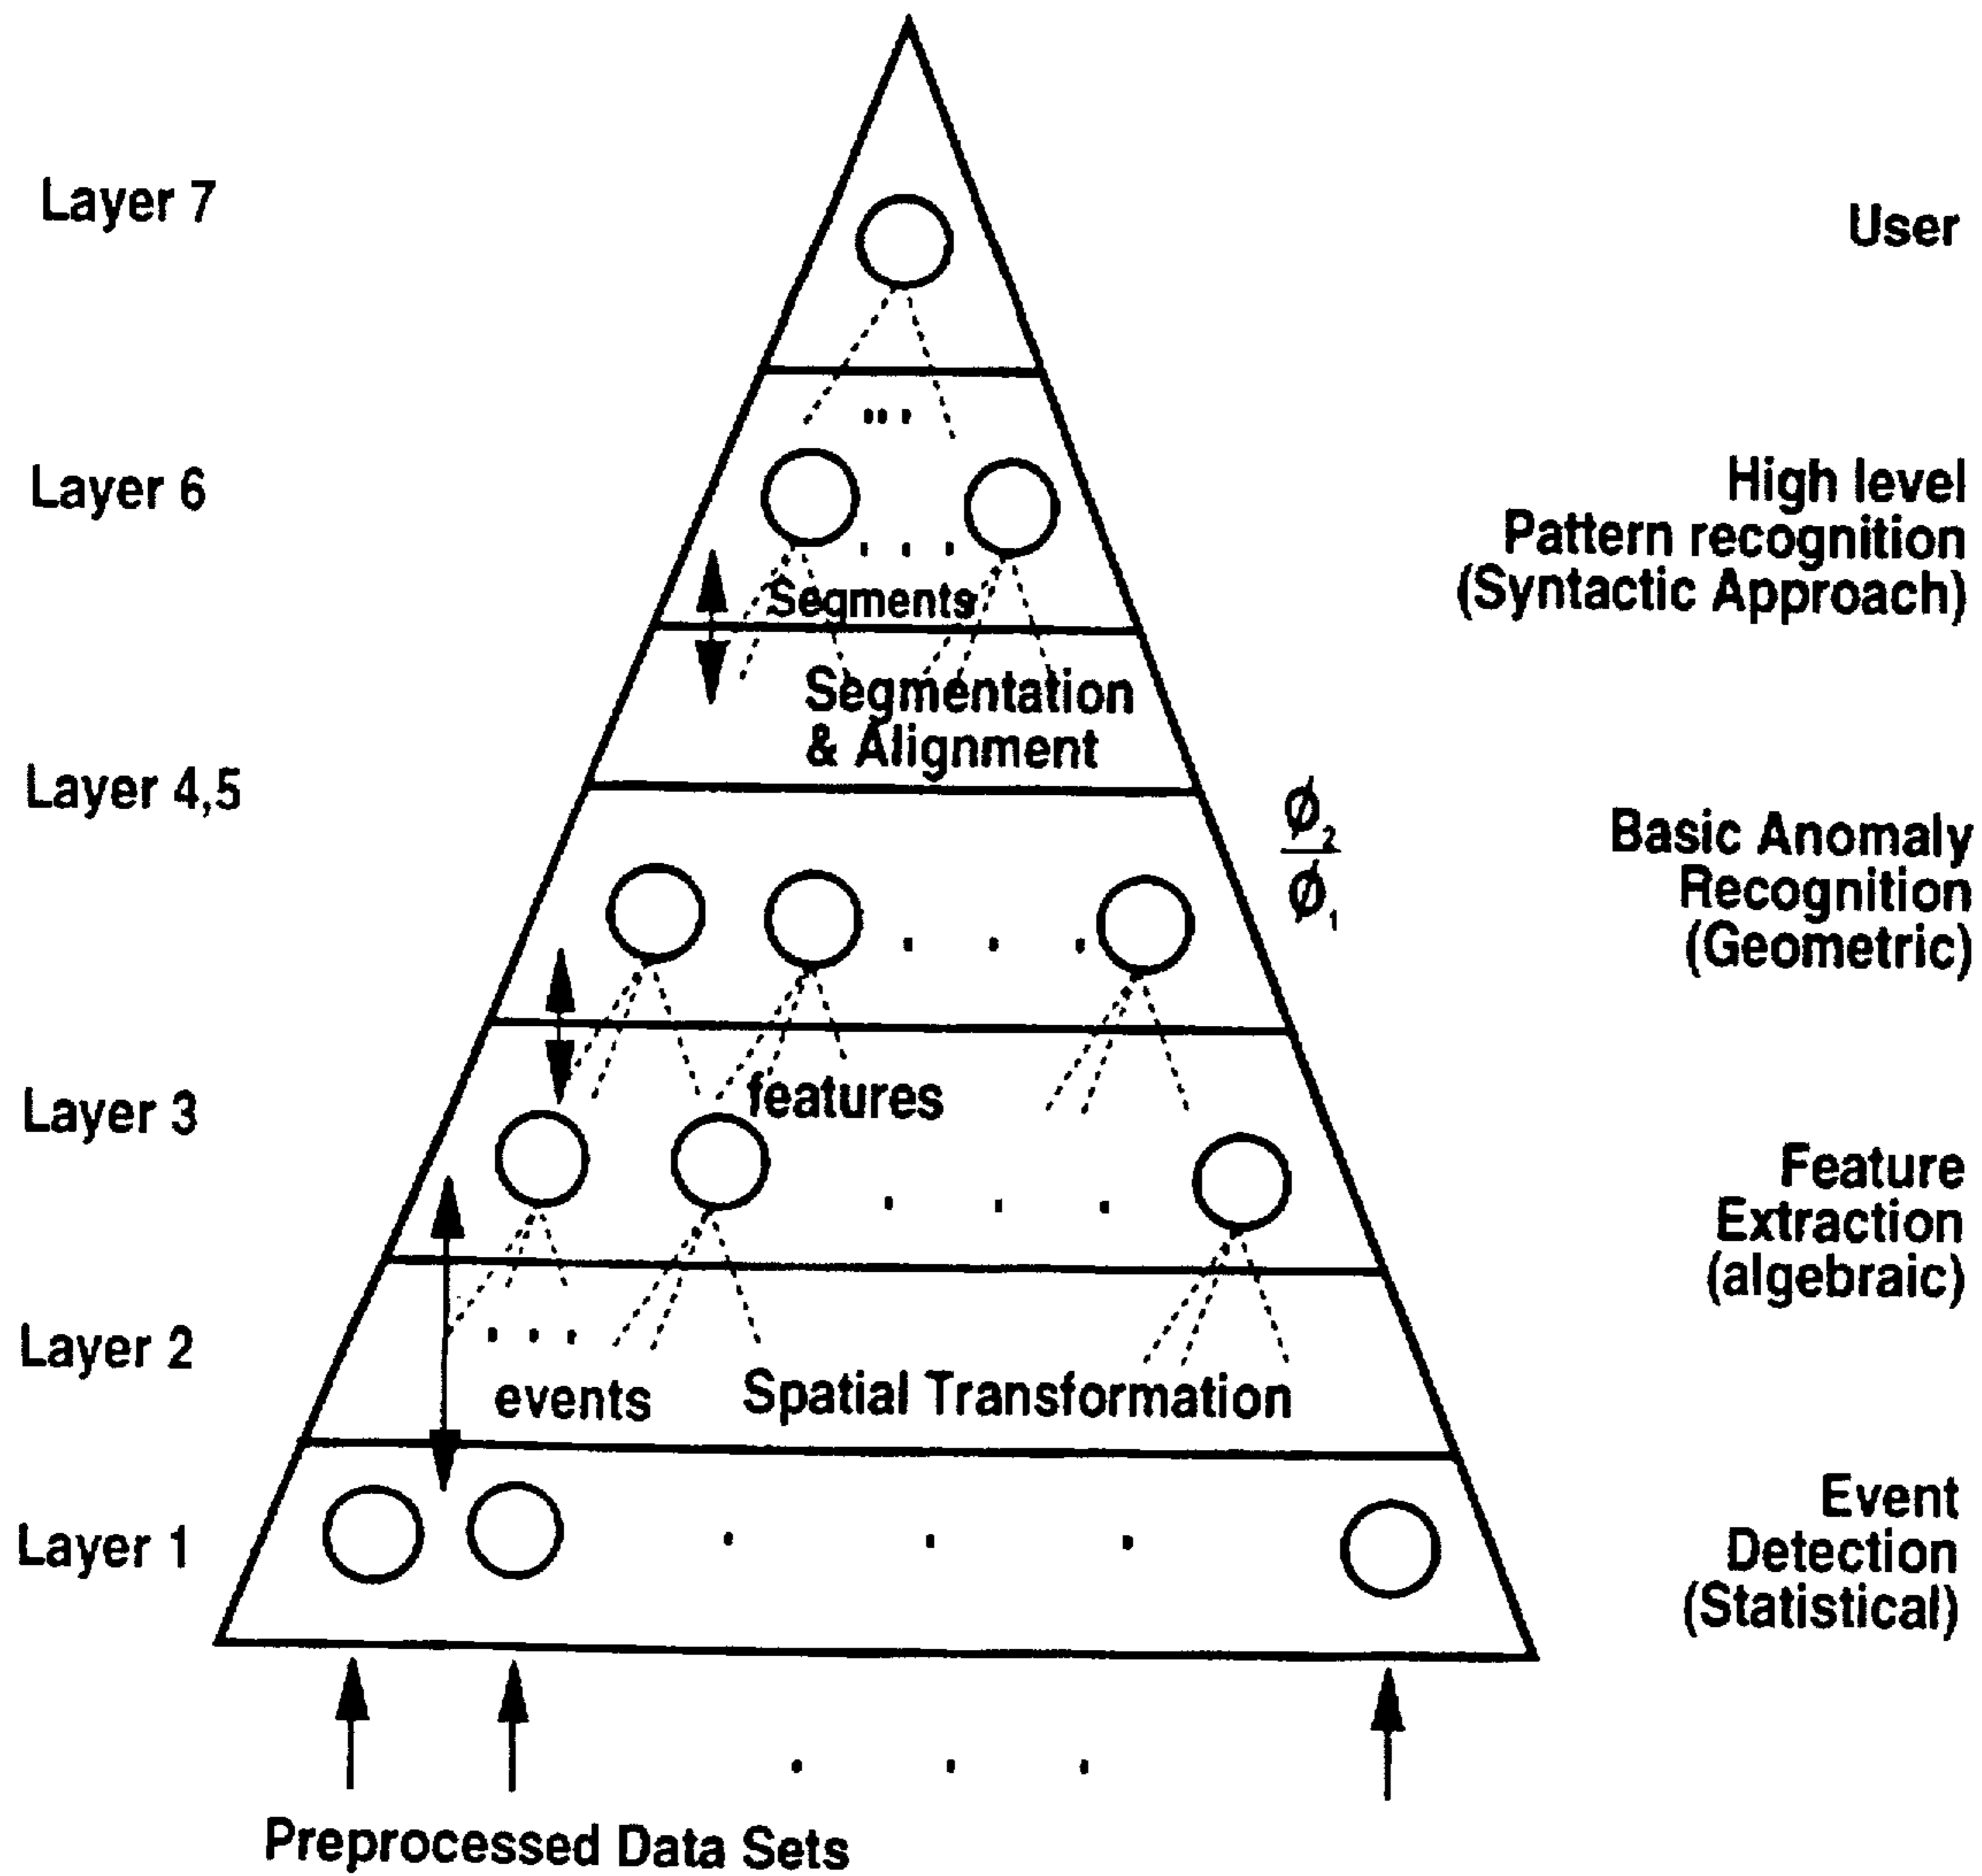 Layer 7
User
Layer 6
High level
Pattern recognition
(Syntactic Approach)
Segments
Segmentation
& Alignment
Layer 4,5
ϕ2
ϕ1
Basic Anomaly
Recognition
(Geometric)
Layer 3
features
Feature
Extraction
(algebraic)
Layer 2
events
Spatial Transformation
Layer 1
Event
Detection
(Statistical)
Preprocessed Data Sets